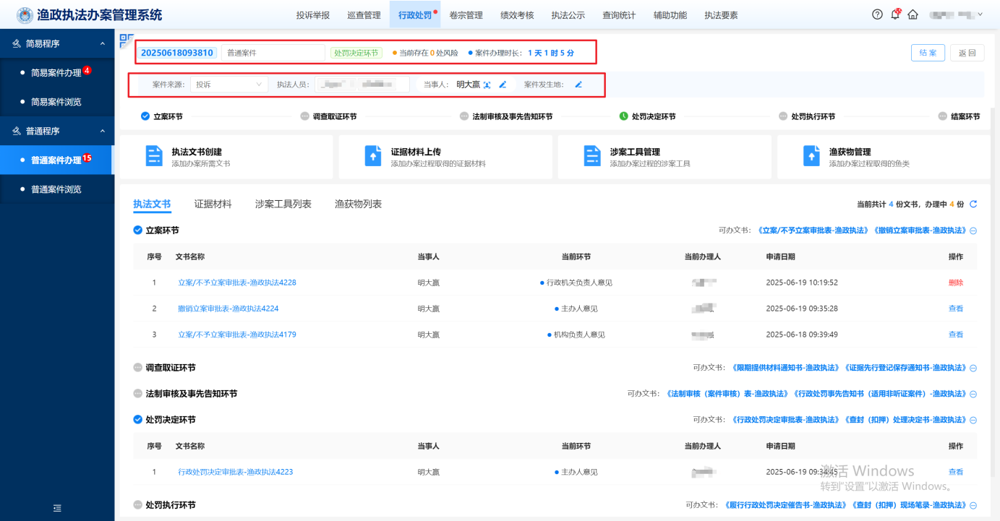 渔政执法办案管理系统 投诉举报 巡查管理 行政处罚 卷宗管理 绩效考核 执法公示 查询统计 辅助功能 执法要素
简易程序
简易案件办理 4
简易案件浏览
普通程序
普通案件办理 15
普通案件浏览
20250618093810 普通案件 处罚决定环节 当前存在 0 处风险 案件办理时长: 1 天 1 时 5 分 结 案 返 回
案件来源: 投诉 执法人员: 当事人: 明大赢 案件发生地:
立案环节 调查取证环节 法制审核及事先告知环节 处罚决定环节 处罚执行环节 结案环节
执法文书创建 证据材料上传 涉案工具管理 渔获物管理
添加办案所需文书 添加办案过程取得的证据材料 添加办案过程的涉案工具 添加办案过程取得的鱼类
执法文书 证据材料 涉案工具列表 渔获物列表 当前共计 4 份文书，办理中 4 份
立案环节 可办文书: 《立案/不予立案审批表-渔政执法》 《撤销立案审批表-渔政执法》
序号 文书名称 当事人 当前环节 当前办理人 申请日期 操作
1 立案/不予立案审批表-渔政执法4228 明大赢 行政机关负责人意见 2025-06-19 10:19:52 删除
2 撤销立案审批表-渔政执法4224 明大赢 主办人意见 2025-06-19 09:35:28 查看
3 立案/不予立案审批表-渔政执法4179 明大赢 机构负责人意见 2025-06-18 09:39:49 查看
调查取证环节 可办文书: 《限期提供材料通知书-渔政执法》 《证据先行登记保存通知书-渔政执法》
法制审核及事先告知环节 可办文书: 《法制审核（案件审核）表-渔政执法》 《行政处罚事先告知书（适用非听证案件）-渔政执法》
处罚决定环节 可办文书: 《行政处罚决定审批表-渔政执法》 《查封（扣押）处理决定书-渔政执法》
序号 文书名称 当事人 当前环节 当前办理人 申请日期 操作
1 行政处罚决定审批表-渔政执法4223 明大赢 主办人意见 2025-06-19 09:34:45 查看
激活 Windows
转到"设置"以激活 Windows。
处罚执行环节 可办文书: 《履行行政处罚决定催告书-渔政执法》 《查封（扣押）现场笔录-渔政执法》